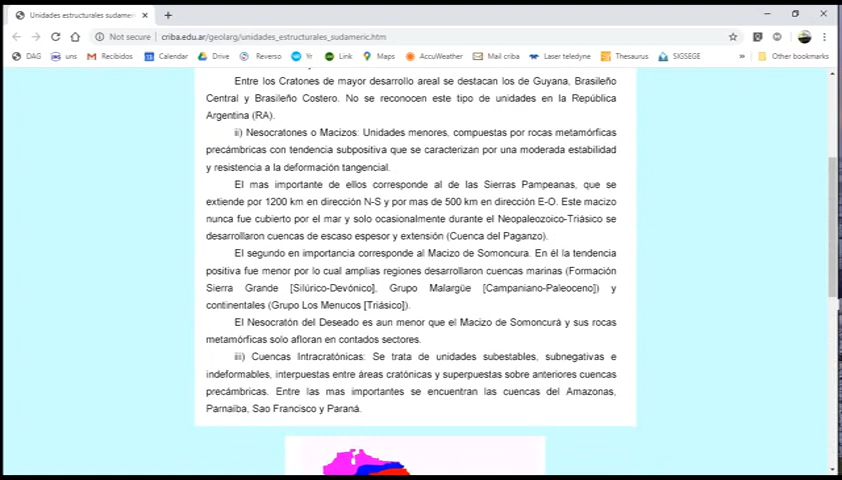 Unidades estructurales sudameric
Not secure | criba.edu.ar/geolarg/unidades_estructurales_sudameric.htm
DAG uns Recibidos Calendar Drive Reverso Yr Link Maps AccuWeather Mail criba Laser teledyne Thesaurus SIGSEGE » Other bookmarks
Entre los Cratones de mayor desarrollo areal se destacan los de Guyana, Brasileño
Central y Brasileño Costero. No se reconocen este tipo de unidades en la República
Argentina (RA).
ii) Nesocratones o Macizos: Unidades menores, compuestas por rocas metamórficas
precámbricas con tendencia subpositiva que se caracterizan por una moderada estabilidad
y resistencia a la deformación tangencial.
El mas importante de ellos corresponde al de las Sierras Pampeanas, que se
extiende por 1200 km en dirección N-S y por mas de 500 km en dirección E-O. Este macizo
nunca fue cubierto por el mar y solo ocasionalmente durante el Neopaleozoico-Triásico se
desarrollaron cuencas de escaso espesor y extensión (Cuenca del Paganzo).
El segundo en importancia corresponde al Macizo de Somoncura. En él la tendencia
positiva fue menor por lo cual amplias regiones desarrollaron cuencas marinas (Formación
Sierra Grande [Silúrico-Devónico], Grupo Malargüe [Campaniano-Paleoceno]) y
continentales (Grupo Los Menucos [Triásico]).
El Nesocratón del Deseado es aun menor que el Macizo de Somoncurá y sus rocas
metamórficas solo afloran en contados sectores.
iii) Cuencas Intracratónicas: Se trata de unidades subestables, subnegativas e
indeformables, interpuestas entre áreas cratónicas y superpuestas sobre anteriores cuencas
precámbricas. Entre las mas importantes se encuentran las cuencas del Amazonas,
Parnaiba, Sao Francisco y Paraná.